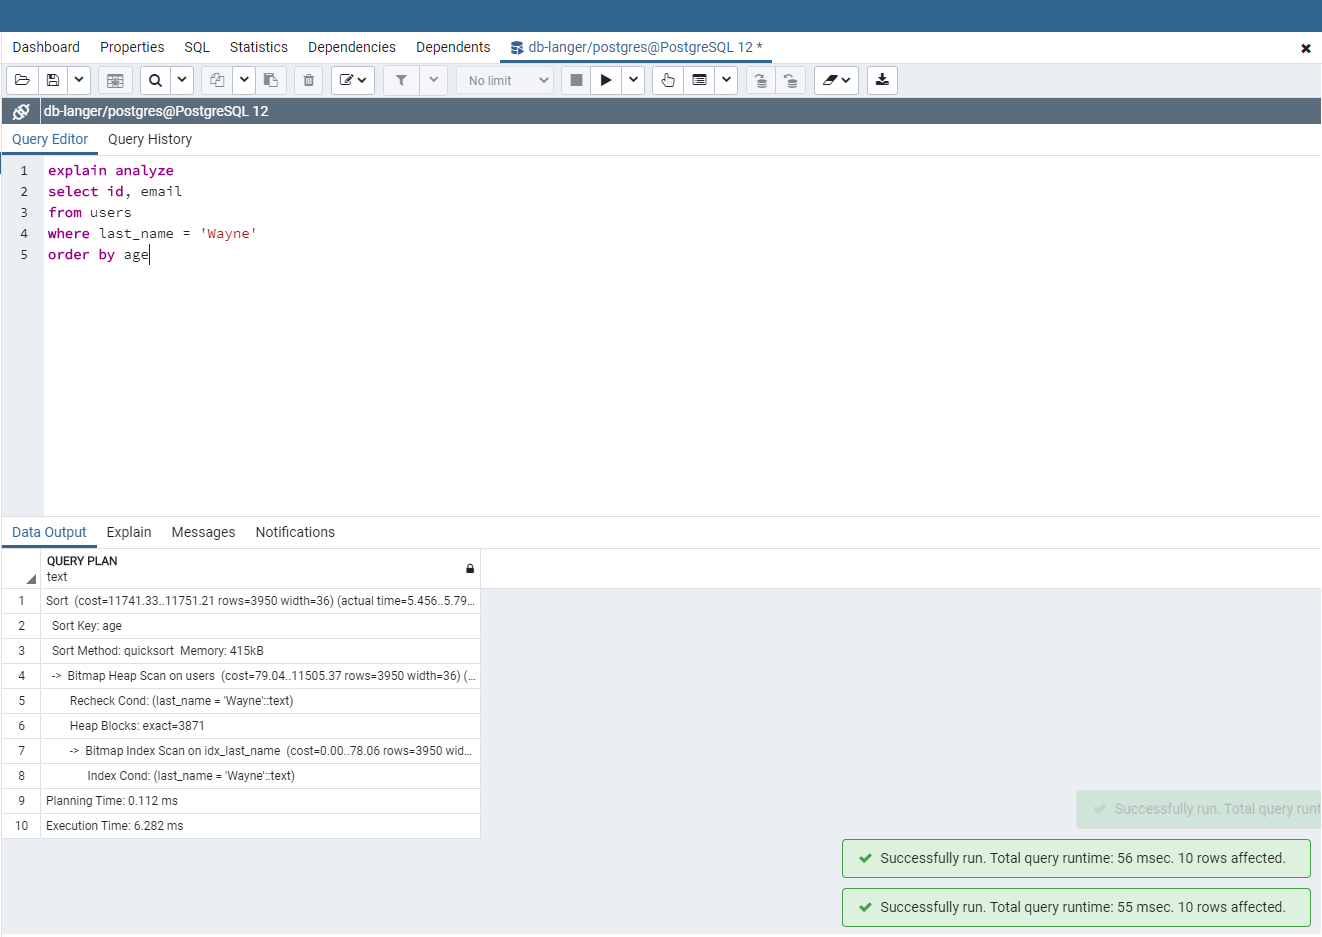 Dashboard Properties SQL Statistics Dependencies Dependents db-langer/postgres@PostgreSQL 12 *
No limit
db-langer/postgres@PostgreSQL 12
Query Editor Query History
1 explain analyze
2 select id, email
3 from users
4 where last_name = 'Wayne'
5 order by age
Data Output Explain Messages Notifications
QUERY PLAN
text
1 Sort (cost=11741.33..11751.21 rows=3950 width=36) (actual time=5.456..5.79...
2 Sort Key: age
3 Sort Method: quicksort Memory: 415kB
4 -> Bitmap Heap Scan on users (cost=79.04..11505.37 rows=3950 width=36) (...
5 Recheck Cond: (last_name = 'Wayne'::text)
6 Heap Blocks: exact=3871
7 -> Bitmap Index Scan on idx_last_name (cost=0.00..78.06 rows=3950 wid...
8 Index Cond: (last_name = 'Wayne'::text)
9 Planning Time: 0.112 ms
10 Execution Time: 6.282 ms
Successfully run. Total query runt
Successfully run. Total query runtime: 56 msec. 10 rows affected.
Successfully run. Total query runtime: 55 msec. 10 rows affected.